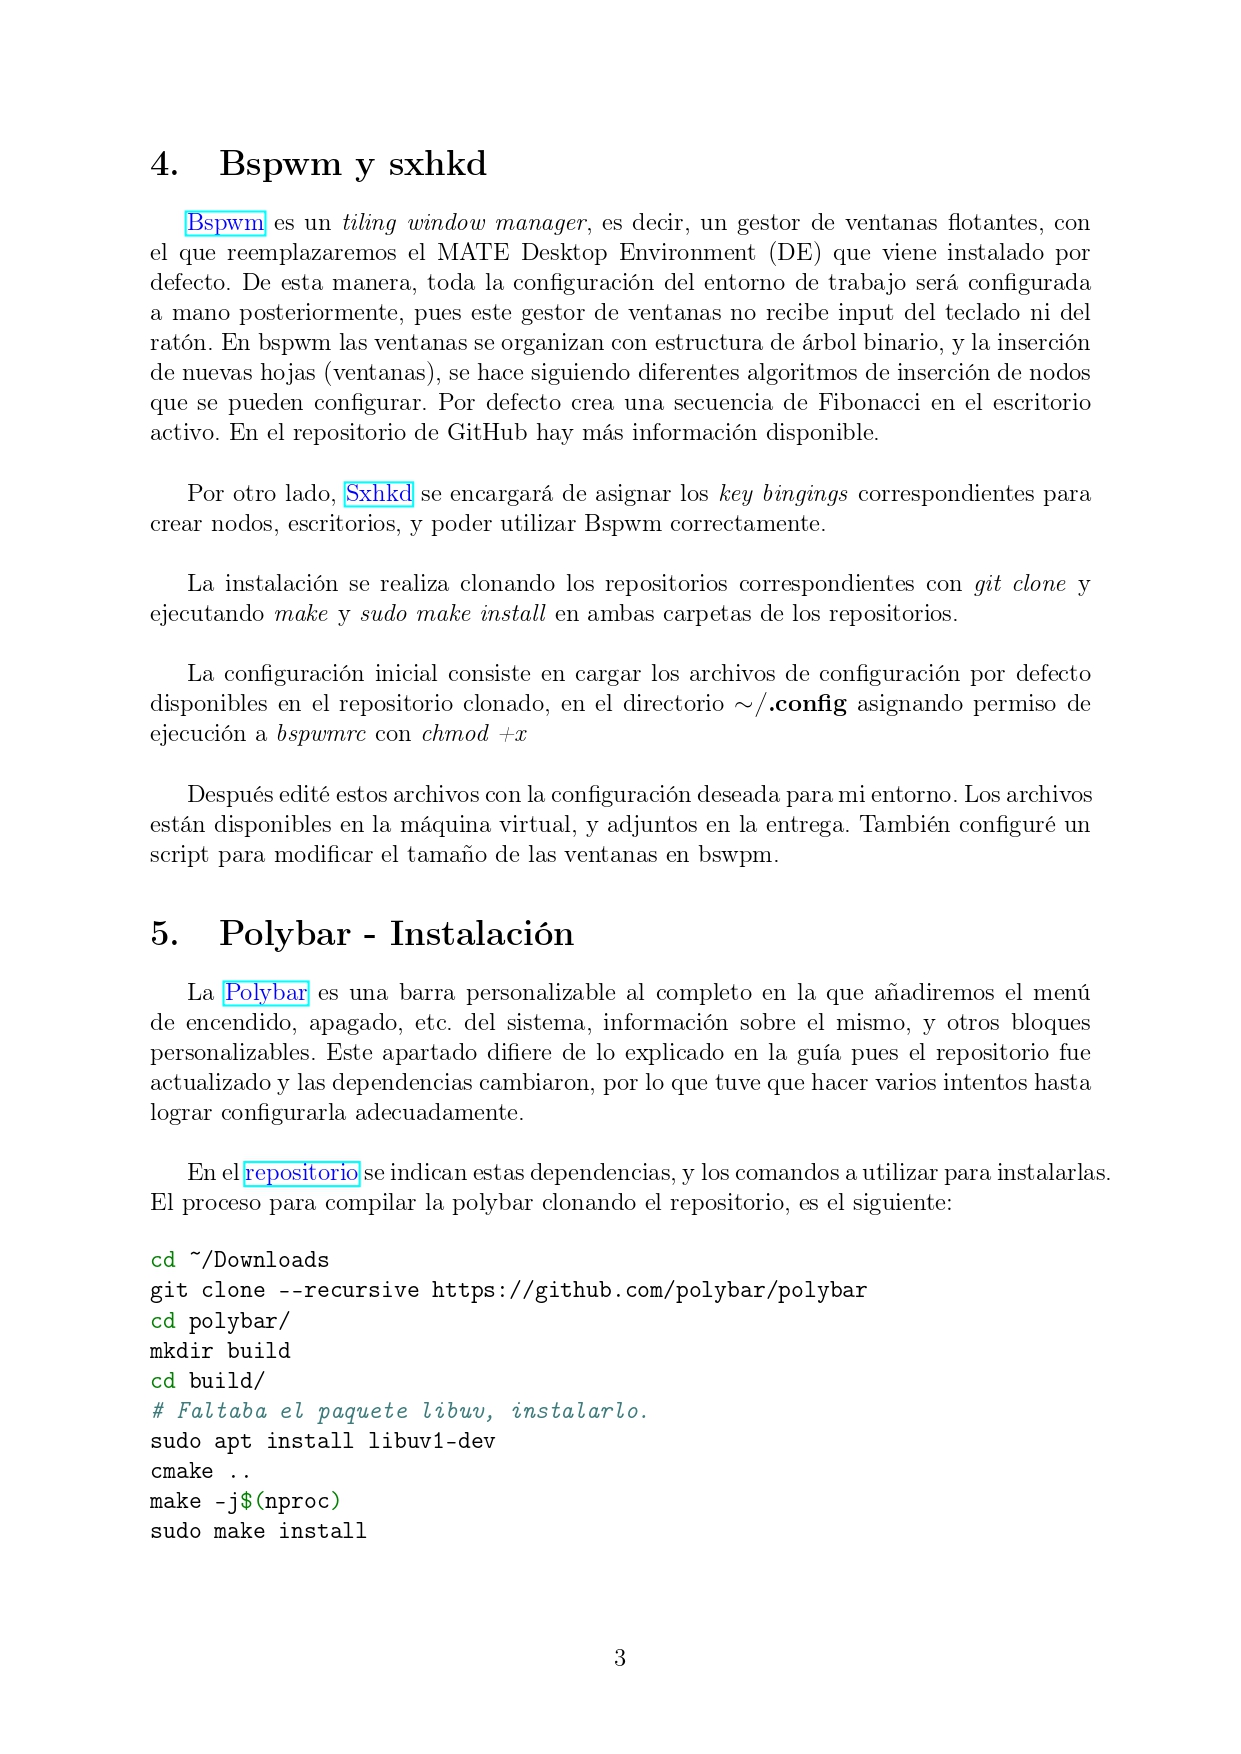 4. Bspwm y sxhkd
Bspwm es un tiling window manager, es decir, un gestor de ventanas flotantes, con
el que reemplazaremos el MATE Desktop Environment (DE) que viene instalado por
defecto. De esta manera, toda la configuración del entorno de trabajo será configurada
a mano posteriormente, pues este gestor de ventanas no recibe input del teclado ni del
ratón. En bspwm las ventanas se organizan con estructura de árbol binario, y la inserción
de nuevas hojas (ventanas), se hace siguiendo diferentes algoritmos de inserción de nodos
que se pueden configurar. Por defecto crea una secuencia de Fibonacci en el escritorio
activo. En el repositorio de GitHub hay más información disponible.
Por otro lado, Sxhkd se encargará de asignar los key bingings correspondientes para
crear nodos, escritorios, y poder utilizar Bspwm correctamente.
La instalación se realiza clonando los repositorios correspondientes con git clone y
ejecutando make y sudo make install en ambas carpetas de los repositorios.
La configuración inicial consiste en cargar los archivos de configuración por defecto
disponibles en el repositorio clonado, en el directorio ~/.config asignando permiso de
ejecución a bspwmrc con chmod +x
Después edité estos archivos con la configuración deseada para mi entorno. Los archivos
están disponibles en la máquina virtual, y adjuntos en la entrega. También configuré un
script para modificar el tamaño de las ventanas en bswpm.
5. Polybar - Instalación
La Polybar es una barra personalizable al completo en la que añadiremos el menú
de encendido, apagado, etc. del sistema, información sobre el mismo, y otros bloques
personalizables. Este apartado difiere de lo explicado en la guía pues el repositorio fue
actualizado y las dependencias cambiaron, por lo que tuve que hacer varios intentos hasta
lograr configurarla adecuadamente.
En el repositorio se indican estas dependencias, y los comandos a utilizar para instalarlas.
El proceso para compilar la polybar clonando el repositorio, es el siguiente:
cd ~/Downloads
git clone --recursive https://github.com/polybar/polybar
cd polybar/
mkdir build
cd build/
# Faltaba el paquete libuv, instalarlo.
sudo apt install libuv1-dev
cmake ..
make -j$(nproc)
sudo make install
3